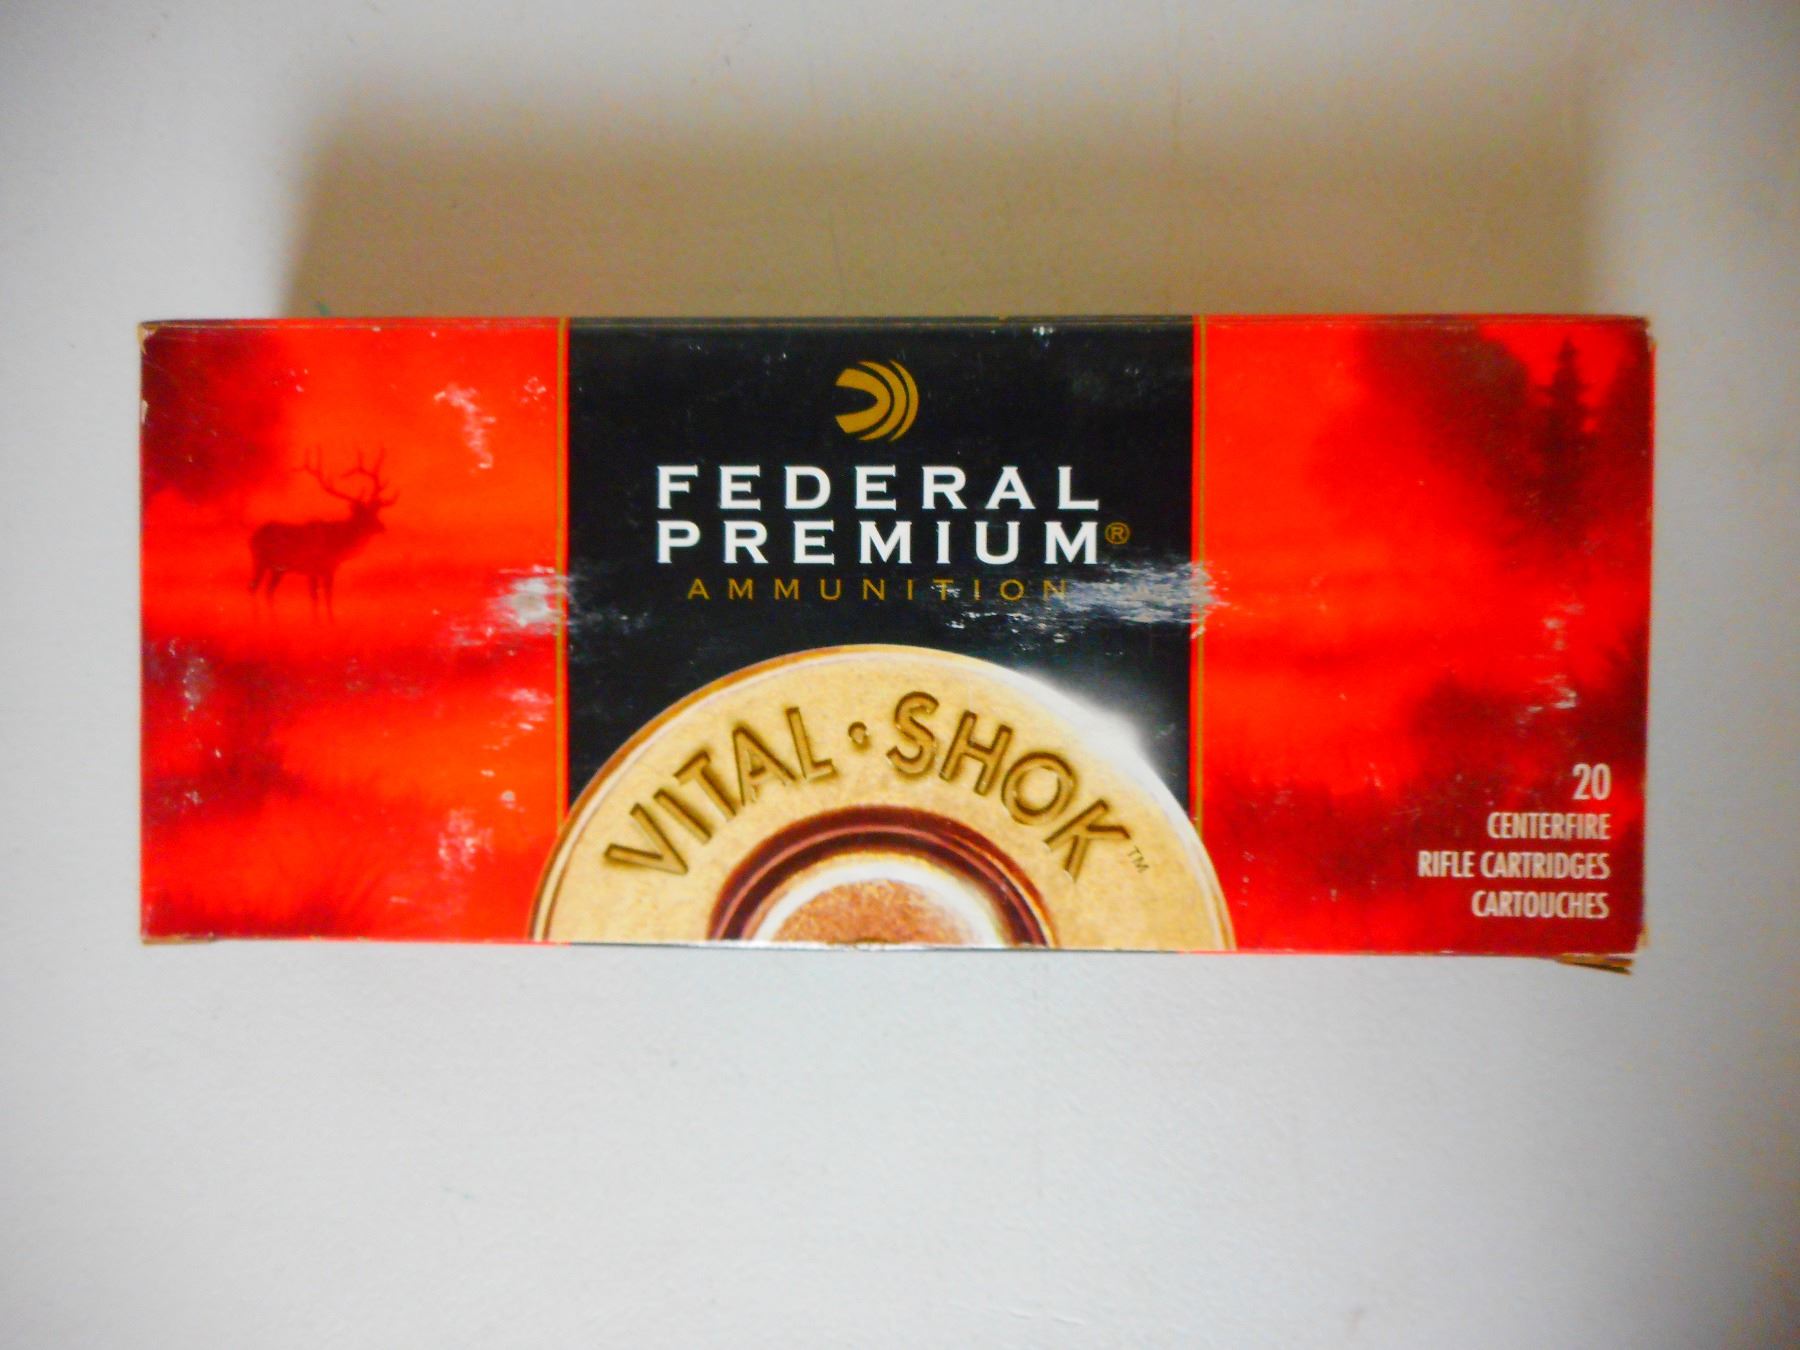 FEDERAL
PREMIUM®
AMMUNITION
VITAL·SHOK™
20
CENTERFIRE
RIFLE CARTRIDGES
CARTOUCHES